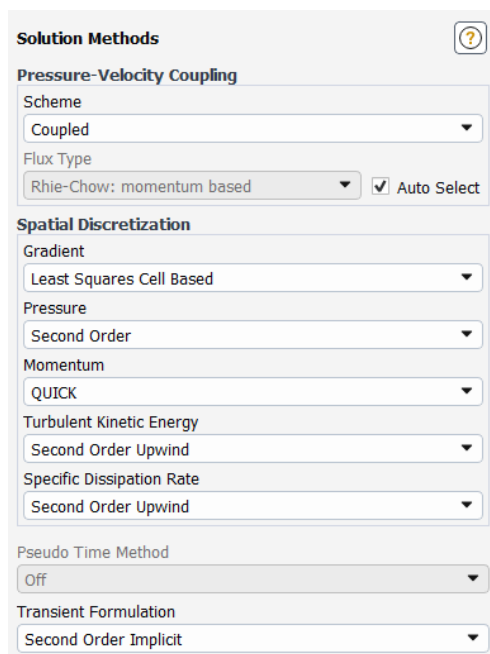 Solution Methods
?
Pressure-Velocity Coupling
Scheme
Coupled
Flux Type
Rhie-Chow: momentum based Auto Select
Spatial Discretization
Gradient
Least Squares Cell Based
Pressure
Second Order
Momentum
QUICK
Turbulent Kinetic Energy
Second Order Upwind
Specific Dissipation Rate
Second Order Upwind
Pseudo Time Method
Off
Transient Formulation
Second Order Implicit